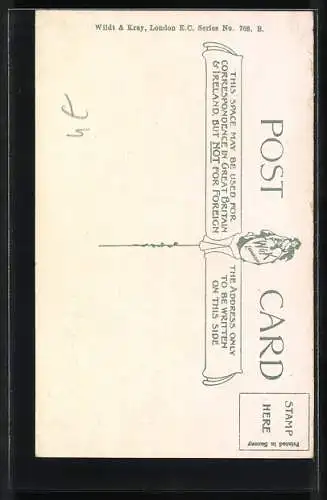 Wildt & Kray, London E.C. Series No. 768, B.
POST CARD
THIS SPACE MAY BE USED FOR
CORRESPONDENCE IN GREAT BRITAIN
& IRELAND, BUT NOT FOR FOREIGN
THE ADDRESS ONLY
TO BE WRITTEN
ON THIS SIDE
STAMP
HERE
Printed in Saxony